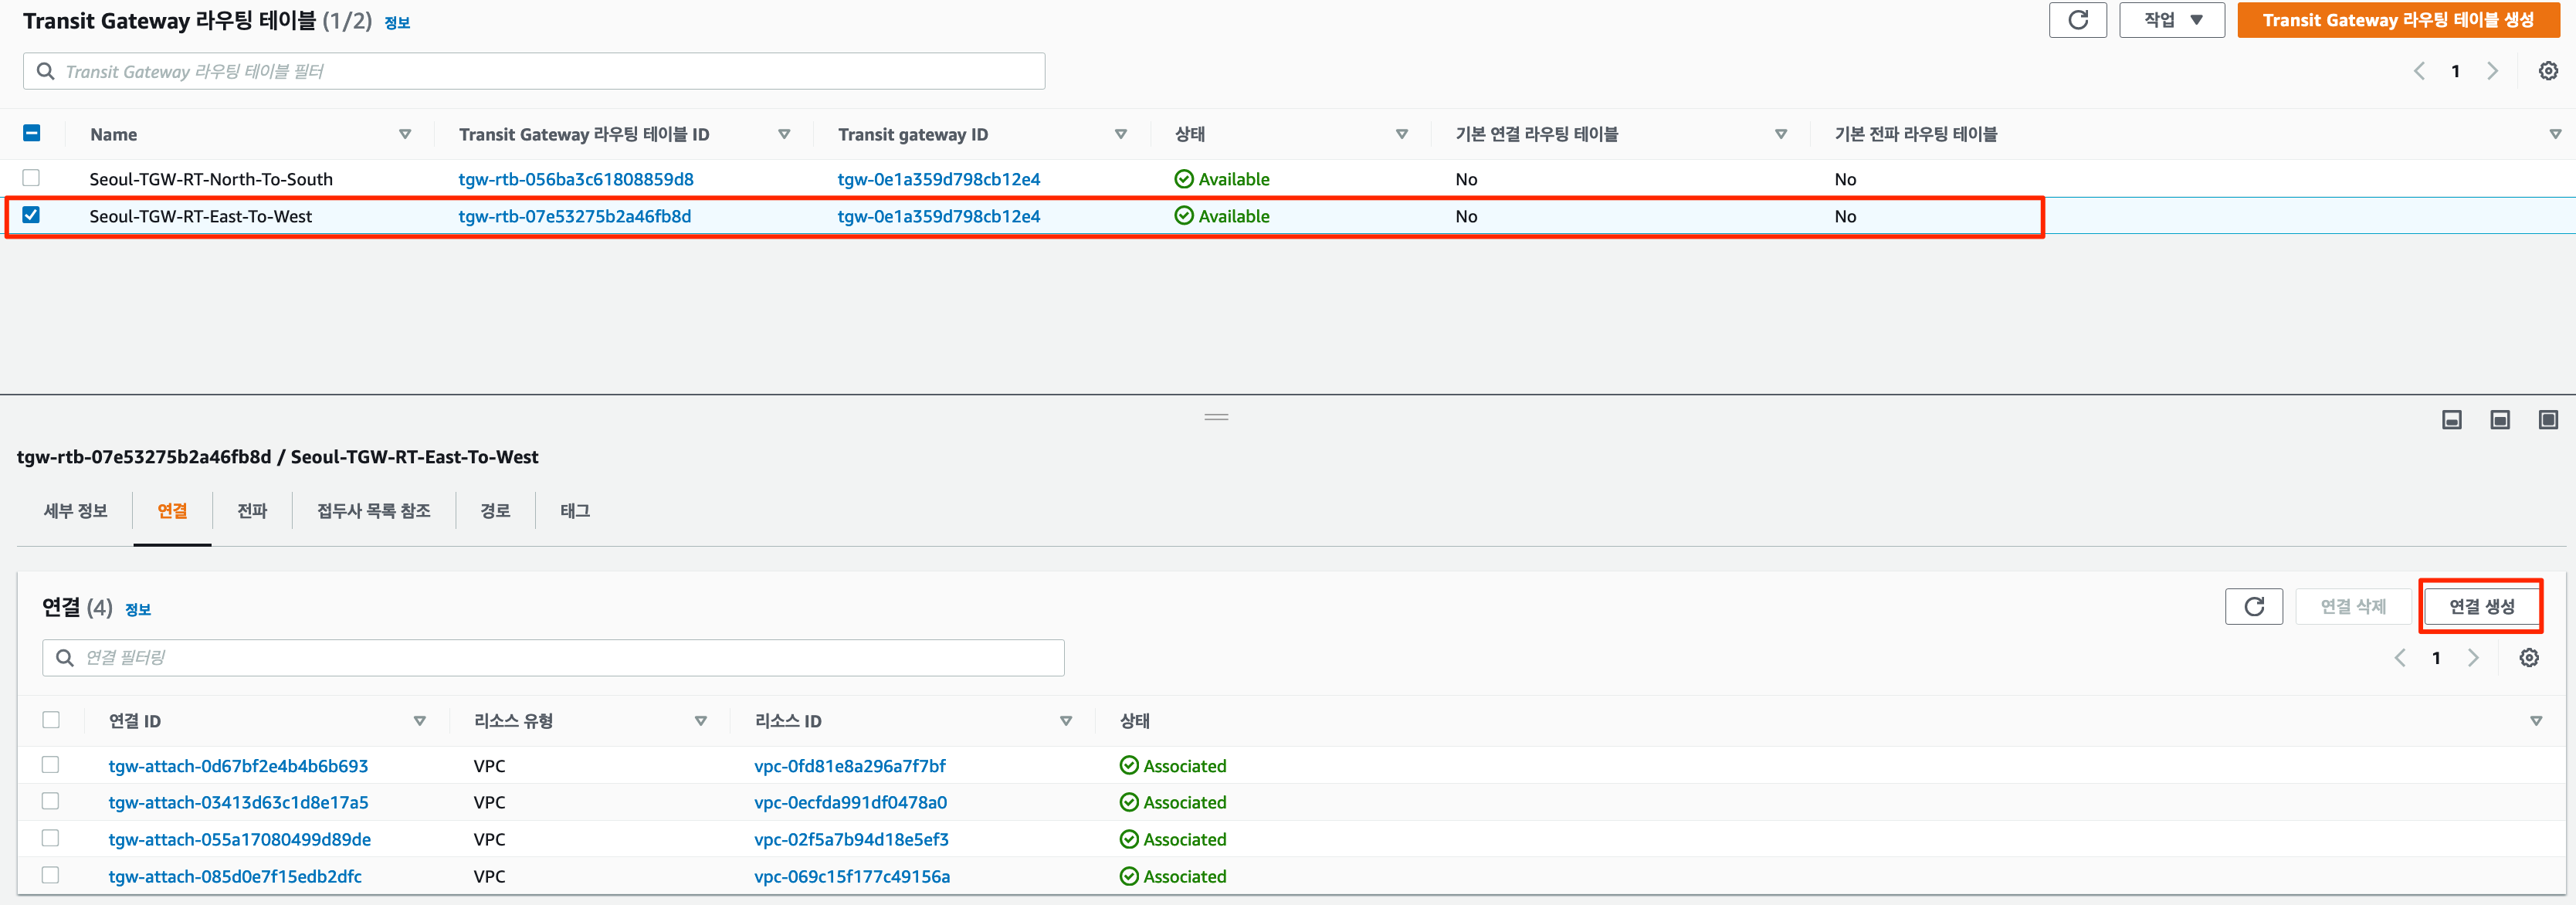 Transit Gateway 라우팅 테이블 (1/2) 정보
작업 ▼
Transit Gateway 라우팅 테이블 생성
Transit Gateway 라우팅 테이블 필터
1
Name Transit Gateway 라우팅 테이블 ID Transit gateway ID 상태 기본 연결 라우팅 테이블 기본 전파 라우팅 테이블
Seoul-TGW-RT-North-To-South tgw-rtb-056ba3c61808859d8 tgw-0e1a359d798cb12e4 Available No No
Seoul-TGW-RT-East-To-West tgw-rtb-07e53275b2a46fb8d tgw-0e1a359d798cb12e4 Available No No
tgw-rtb-07e53275b2a46fb8d / Seoul-TGW-RT-East-To-West
세부 정보 연결 전파 접두사 목록 참조 경로 태그
연결 (4) 정보
연결 삭제 연결 생성
연결 필터링
1
연결 ID 리소스 유형 리소스 ID 상태
tgw-attach-0d67bf2e4b4b6b693 VPC vpc-0fd81e8a296a7f7bf Associated
tgw-attach-03413d63c1d8e17a5 VPC vpc-0ecfda991df0478a0 Associated
tgw-attach-055a17080499d89de VPC vpc-02f5a7b94d18e5ef3 Associated
tgw-attach-085d0e7f15edb2dfc VPC vpc-069c15f177c49156a Associated